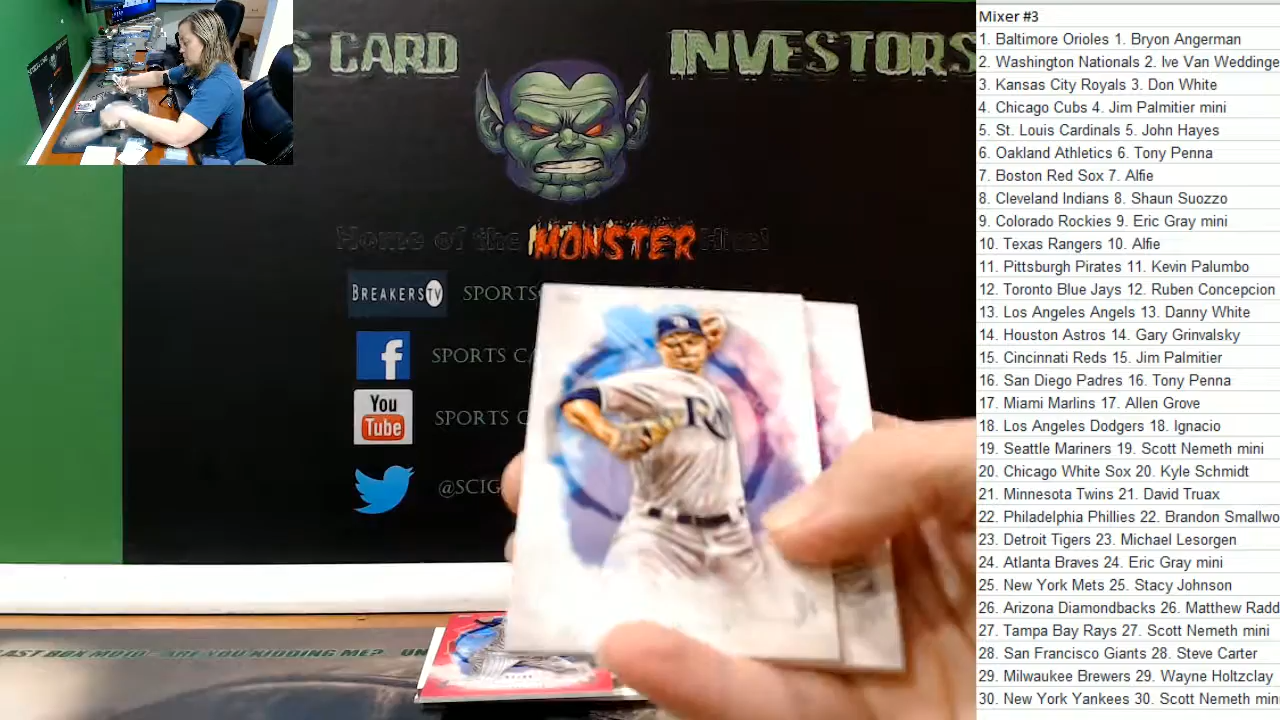 S CARD INVESTORS
Home of the MONSTER Hits!
BREAKERSTV SPORTS
f SPORTS C
You Tube SPORTS
@SCIG
R
AST BOX MOJO - ARE YOU KIDDING ME?
Mixer #3
1. Baltimore Orioles 1. Bryon Angerman
2. Washington Nationals 2. Ive Van Weddinge
3. Kansas City Royals 3. Don White
4. Chicago Cubs 4. Jim Palmitier mini
5. St. Louis Cardinals 5. John Hayes
6. Oakland Athletics 6. Tony Penna
7. Boston Red Sox 7. Alfie
8. Cleveland Indians 8. Shaun Suozzo
9. Colorado Rockies 9. Eric Gray mini
10. Texas Rangers 10. Alfie
11. Pittsburgh Pirates 11. Kevin Palumbo
12. Toronto Blue Jays 12. Ruben Concepcion
13. Los Angeles Angels 13. Danny White
14. Houston Astros 14. Gary Grinvalsky
15. Cincinnati Reds 15. Jim Palmitier
16. San Diego Padres 16. Tony Penna
17. Miami Marlins 17. Allen Grove
18. Los Angeles Dodgers 18. Ignacio
19. Seattle Mariners 19. Scott Nemeth mini
20. Chicago White Sox 20. Kyle Schmidt
21. Minnesota Twins 21. David Truax
22. Philadelphia Phillies 22. Brandon Smallwo
23. Detroit Tigers 23. Michael Lesorgen
24. Atlanta Braves 24. Eric Gray mini
25. New York Mets 25. Stacy Johnson
26. Arizona Diamondbacks 26. Matthew Radd
27. Tampa Bay Rays 27. Scott Nemeth mini
28. San Francisco Giants 28. Steve Carter
29. Milwaukee Brewers 29. Wayne Holtzclay
30. New York Yankees 30. Scott Nemeth min